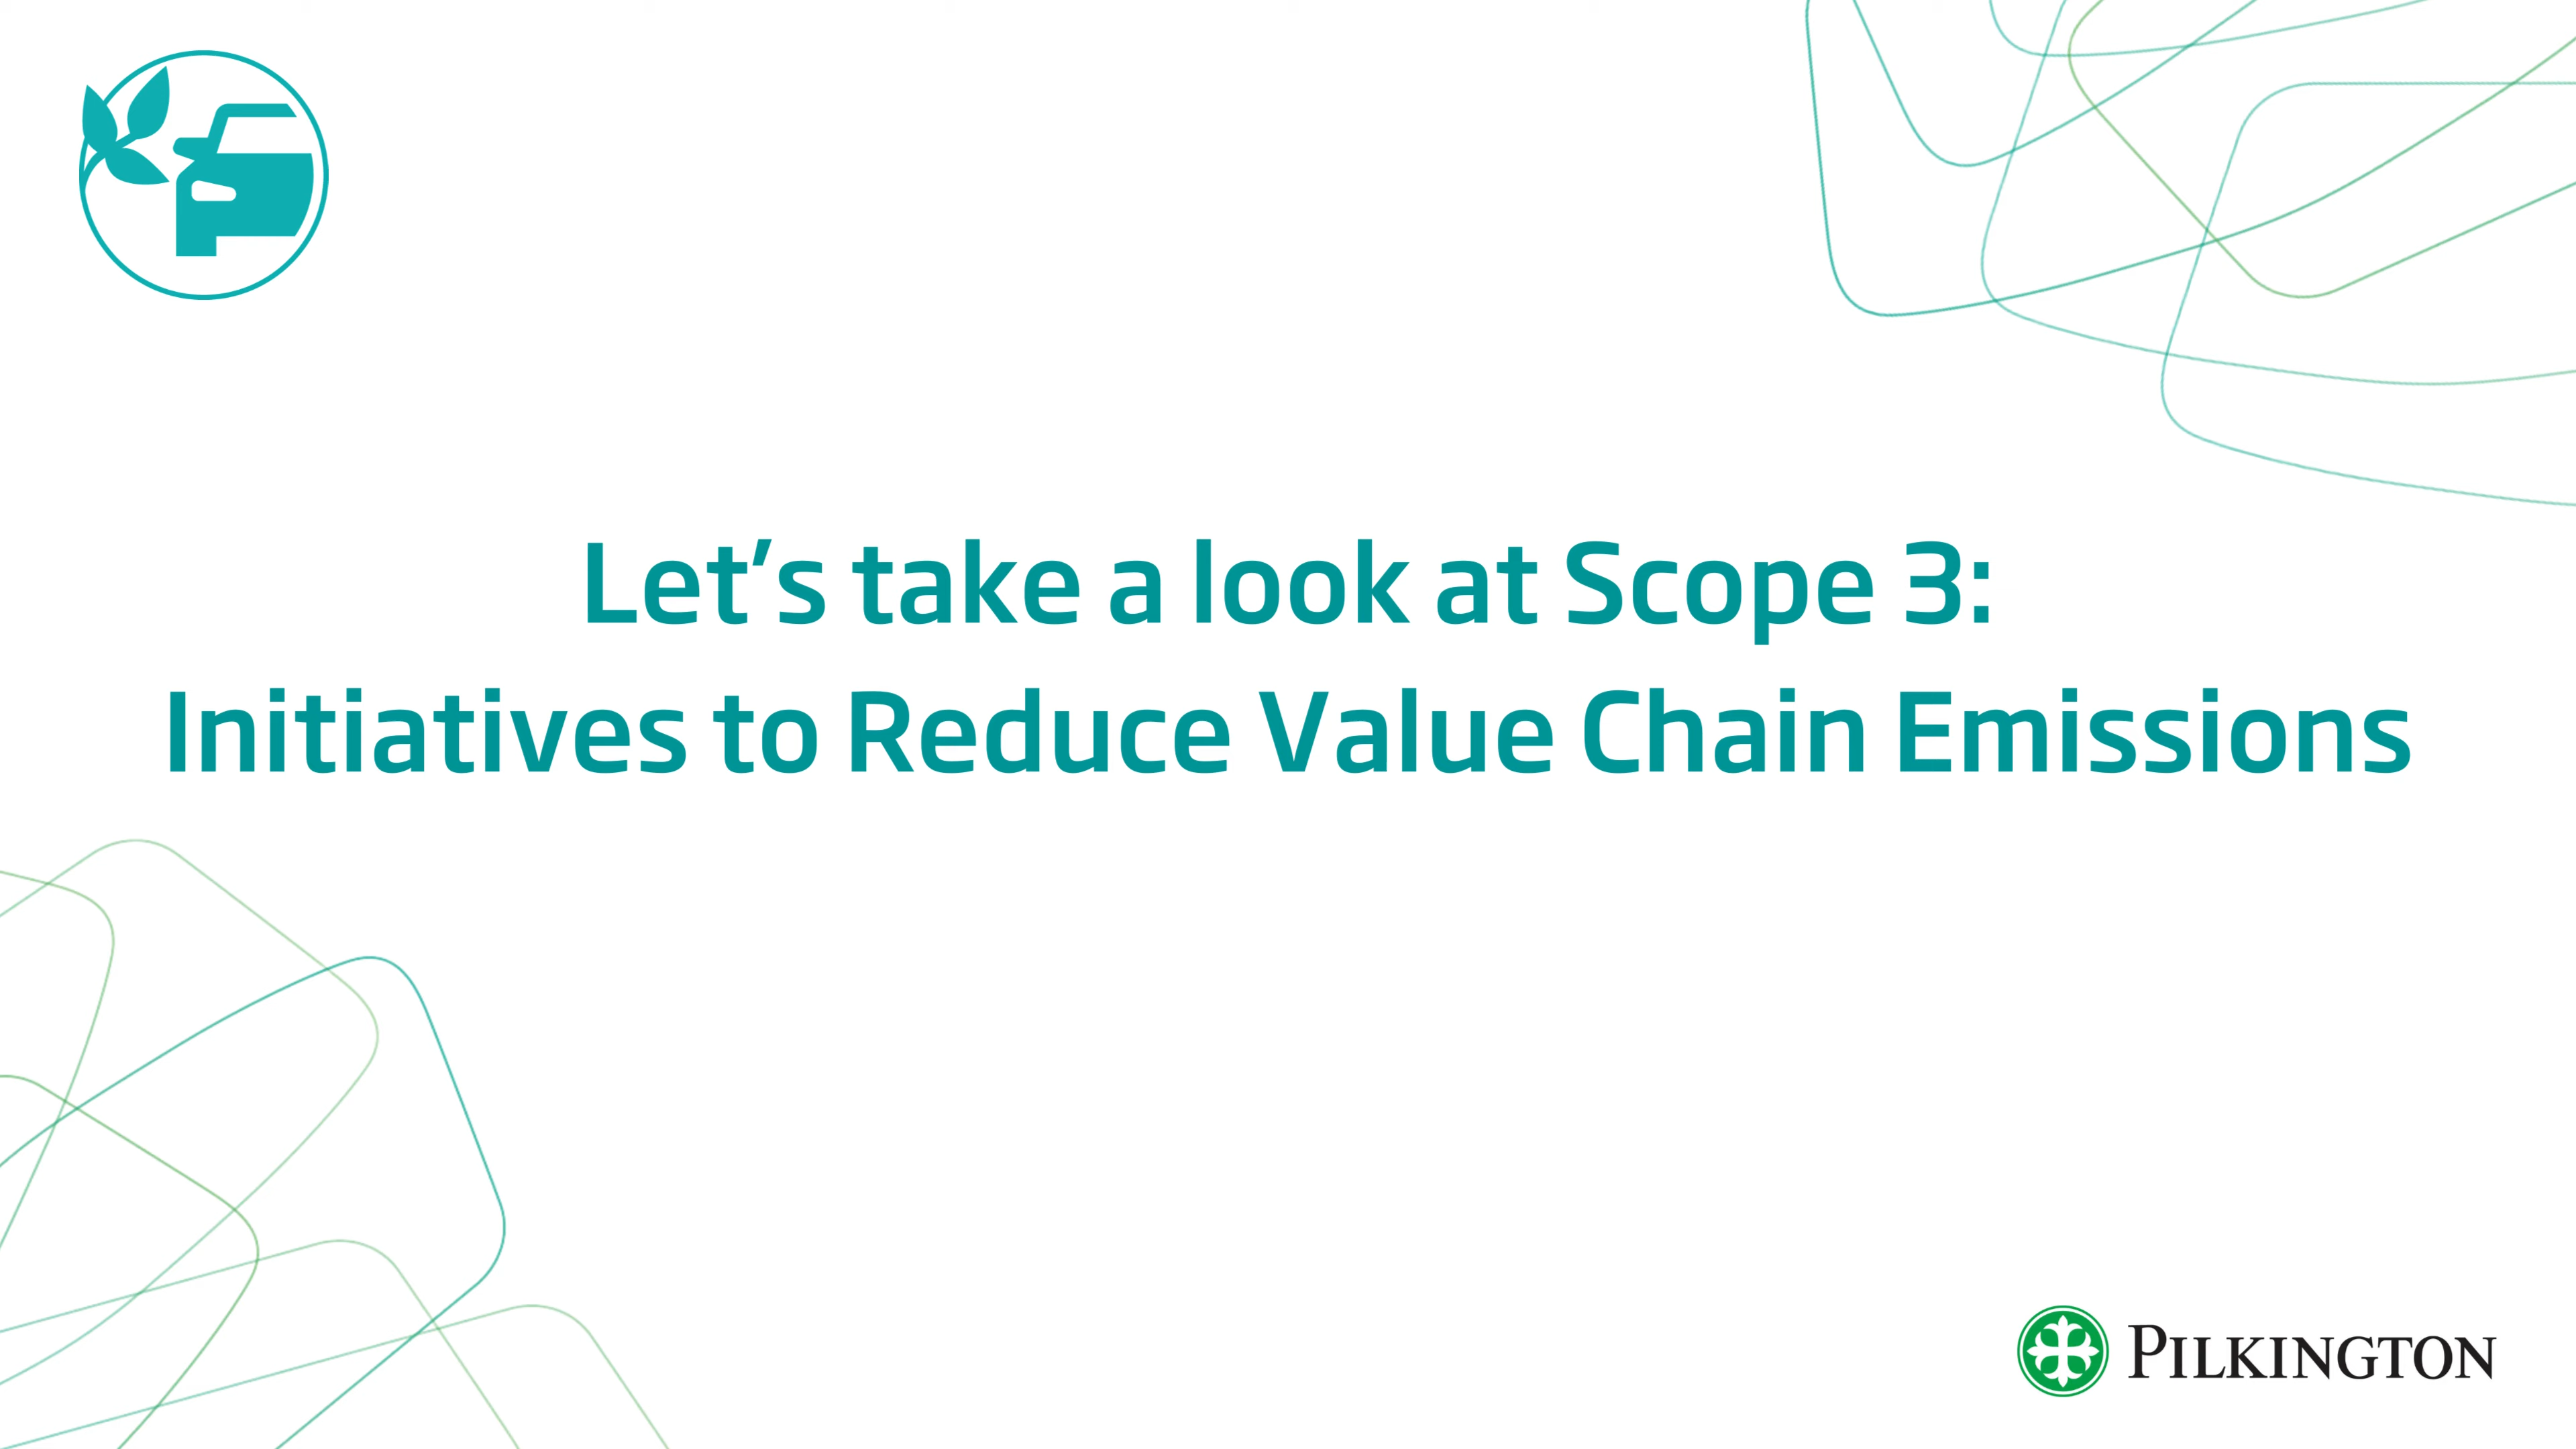 Let’s take a look at Scope 3:
Initiatives to Reduce Value Chain Emissions
PILKINGTON